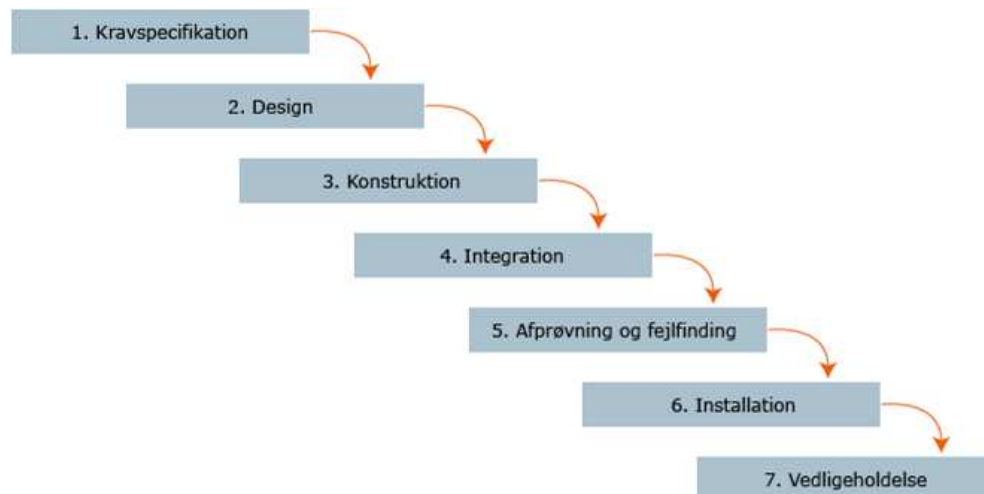 1. Kravspecifikation
2. Design
3. Konstruktion
4. Integration
5. Afprøvning og fejlfinding
6. Installation
7. Vedligeholdelse